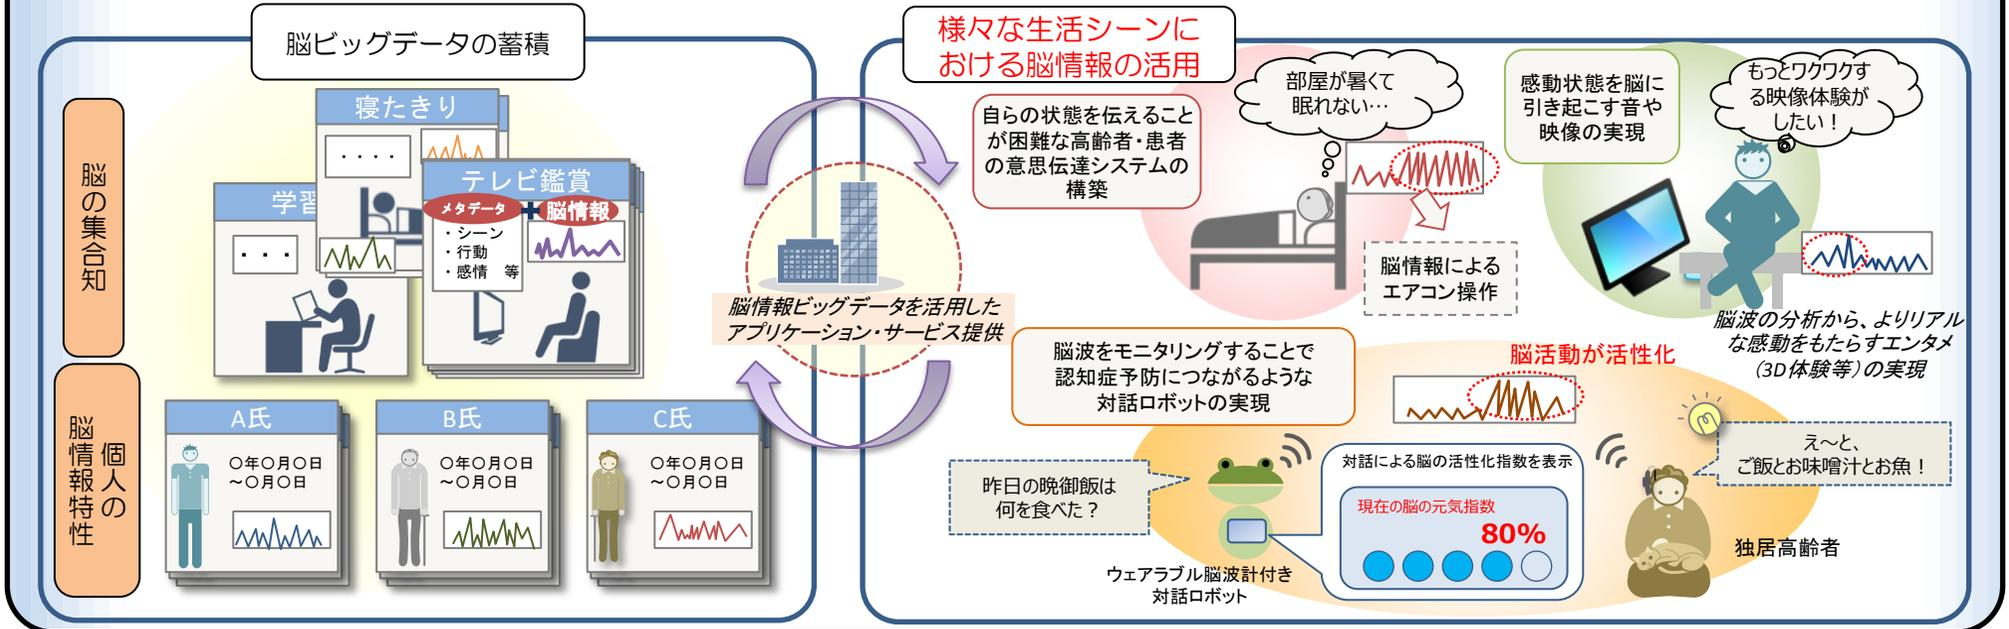 脳ビッグデータの蓄積
脳の集合知
寝たきり
・・・・
学習
・・・
テレビ鑑賞
メタデータ
+
脳情報
・シーン
・行動
・感情 等
個人の
脳情報特性
A氏
〇年〇月〇日
～〇月〇日
B氏
〇年〇月〇日
～〇月〇日
C氏
〇年〇月〇日
～〇月〇日
脳情報ビッグデータを活用した
アプリケーション・サービス提供
様々な生活シーンに
おける脳情報の活用
自らの状態を伝えること
が困難な高齢者・患者
の意思伝達システムの
構築
部屋が暑くて
眠れない…
脳情報による
エアコン操作
感動状態を脳に
引き起こす音や
映像の実現
もっとワクワクす
る映像体験が
したい！
脳波の分析から、よりリアル
な感動をもたらすエンタメ
（3D体験等）の実現
脳波をモニタリングすることで
認知症予防につながるような
対話ロボットの実現
脳活動が活性化
昨日の晩御飯は
何を食べた？
対話による脳の活性化指数を表示
現在の脳の元気指数
80%
え～と、
ご飯とお味噌汁とお魚！
独居高齢者
ウェアラブル脳波計付き
対話ロボット